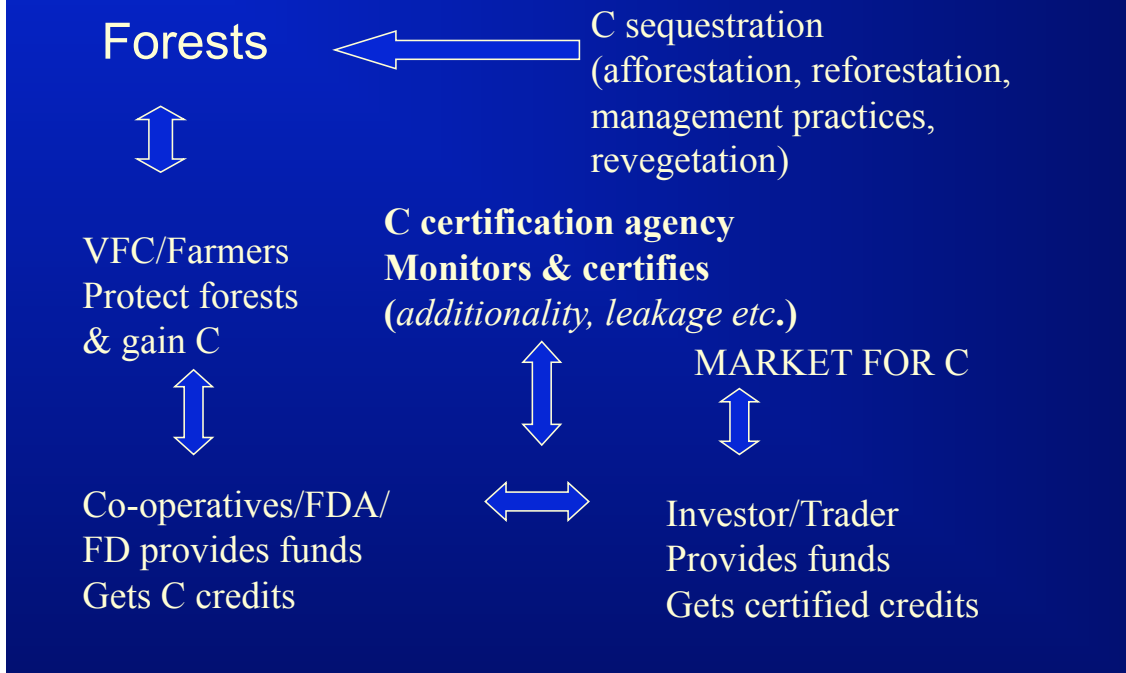 Forests
C sequestration
(afforestation, reforestation,
management practices,
revegetation)
C certification agency
Monitors & certifies
(additionality, leakage etc.)
VFC/Farmers
Protect forests
& gain C
MARKET FOR C
Co-operatives/FDA/
FD provides funds
Gets C credits
Investor/Trader
Provides funds
Gets certified credits